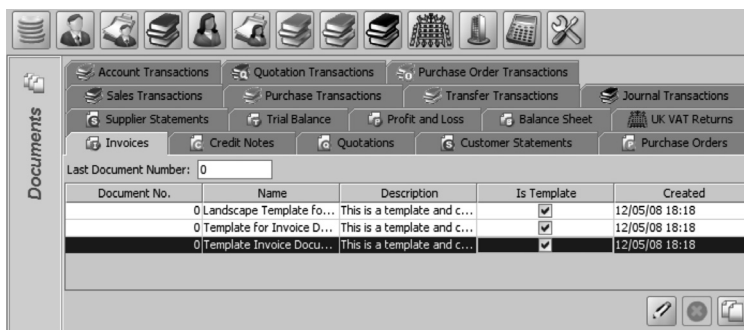 Documents
Account Transactions Quotation Transactions Purchase Order Transactions
Sales Transactions Purchase Transactions Transfer Transactions Journal Transactions
Supplier Statements Trial Balance Profit and Loss Balance Sheet UK VAT Returns
Invoices Credit Notes Quotations Customer Statements Purchase Orders
Last Document Number: 0
Document No. Name Description Is Template Created
0 Landscape Template fo... This is a template and c... 12/05/08 18:18
0 Template for Invoice D... This is a template and c... 12/05/08 18:18
0 Template Invoice Docu... This is a template and c... 12/05/08 18:18